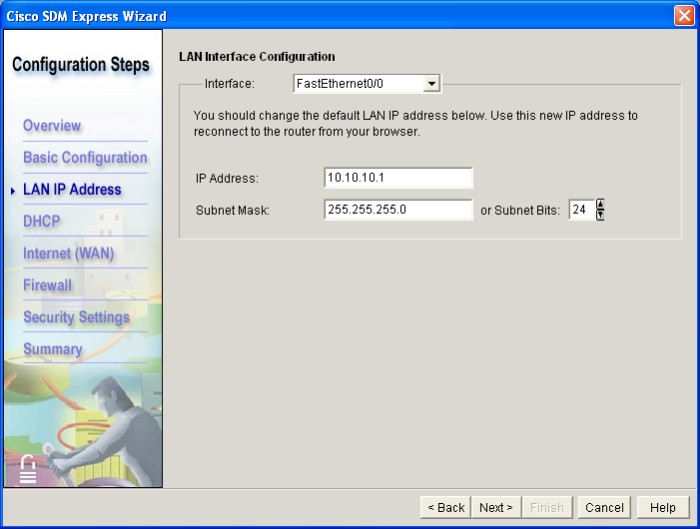 Cisco SDM Express Wizard
Configuration Steps
Overview
Basic Configuration
LAN IP Address
DHCP
Internet (WAN)
Firewall
Security Settings
Summary
LAN Interface Configuration
Interface: FastEthernet0/0
You should change the default LAN IP address below. Use this new IP address to
reconnect to the router from your browser.
IP Address: 10.10.10.1
Subnet Mask: 255.255.255.0 or Subnet Bits: 24
< Back Next > Finish Cancel Help